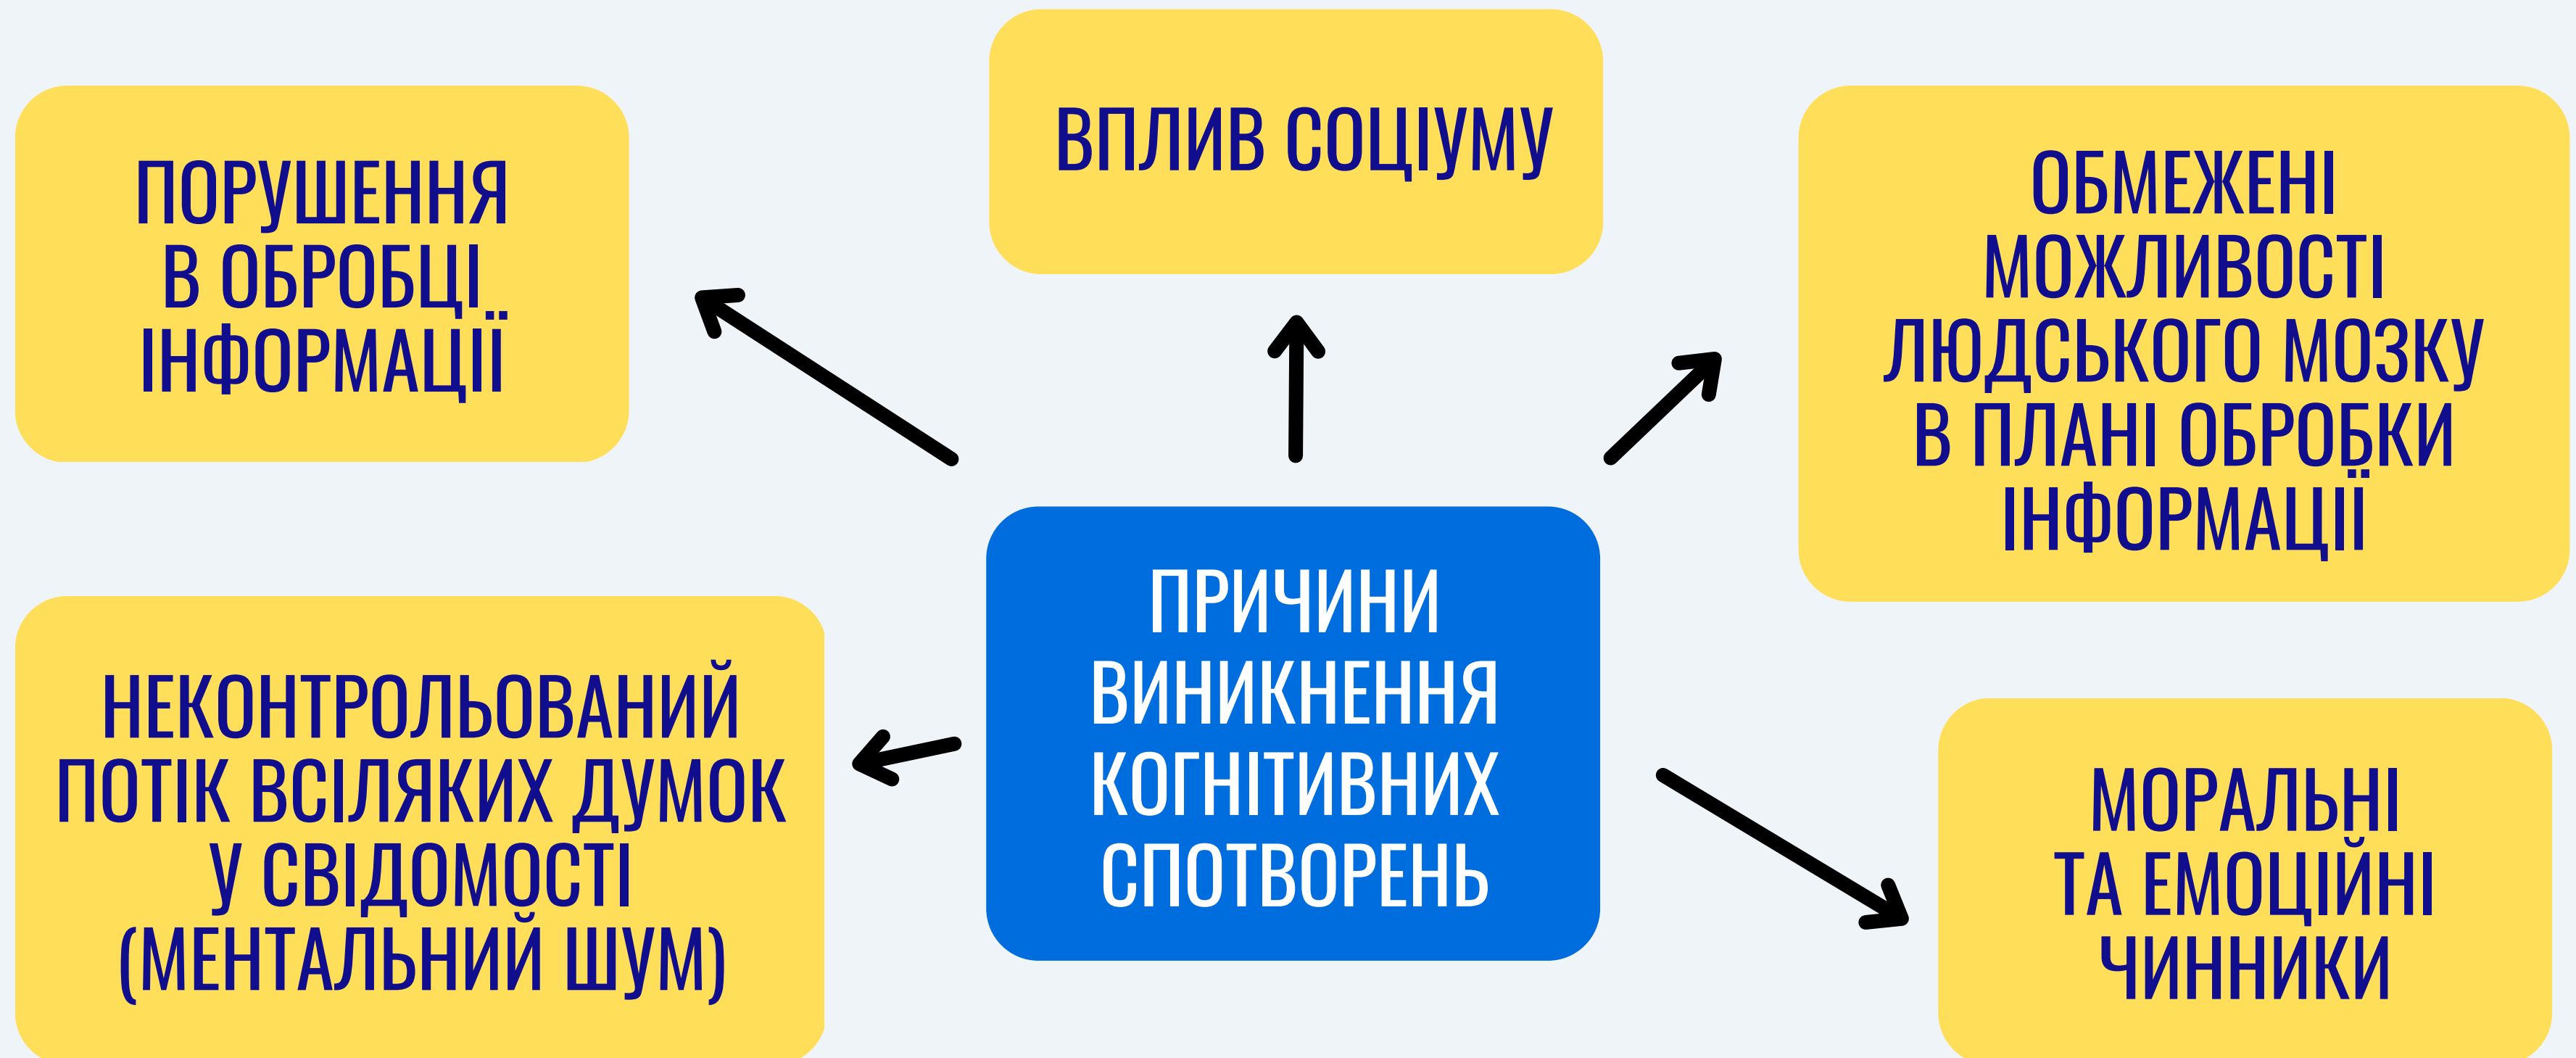 ПОРУШЕННЯ
В ОБРОБЦІ
ІНФОРМАЦІЇ
ВПЛИВ СОЦІУМУ
ОБМЕЖЕНІ
МОЖЛИВОСТІ
ЛЮДСЬКОГО МОЗКУ
В ПЛАНІ ОБРОБКИ
ІНФОРМАЦІЇ
НЕКОНТРОЛЬОВАНИЙ
ПОТІК ВСІЛЯКИХ ДУМОК
У СВІДОМОСТІ
(МЕНТАЛЬНИЙ ШУМ)
ПРИЧИНИ
ВИНИКНЕННЯ
КОГНІТИВНИХ
СПОТВОРЕНЬ
МОРАЛЬНІ
ТА ЕМОЦІЙНІ
ЧИННИКИ